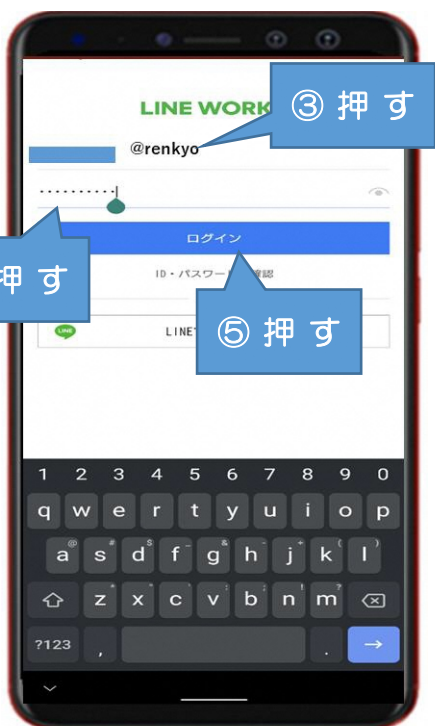 LINE WORK
③ 押 す
@renkyo
ログイン
押 す
ID・パスワー 確認
⑤ 押 す
LINE
1 2 3 4 5 6 7 8 9 0
q w e r t y u i o p
a s d f g h j k l
z x c v b n m
?123 , . →